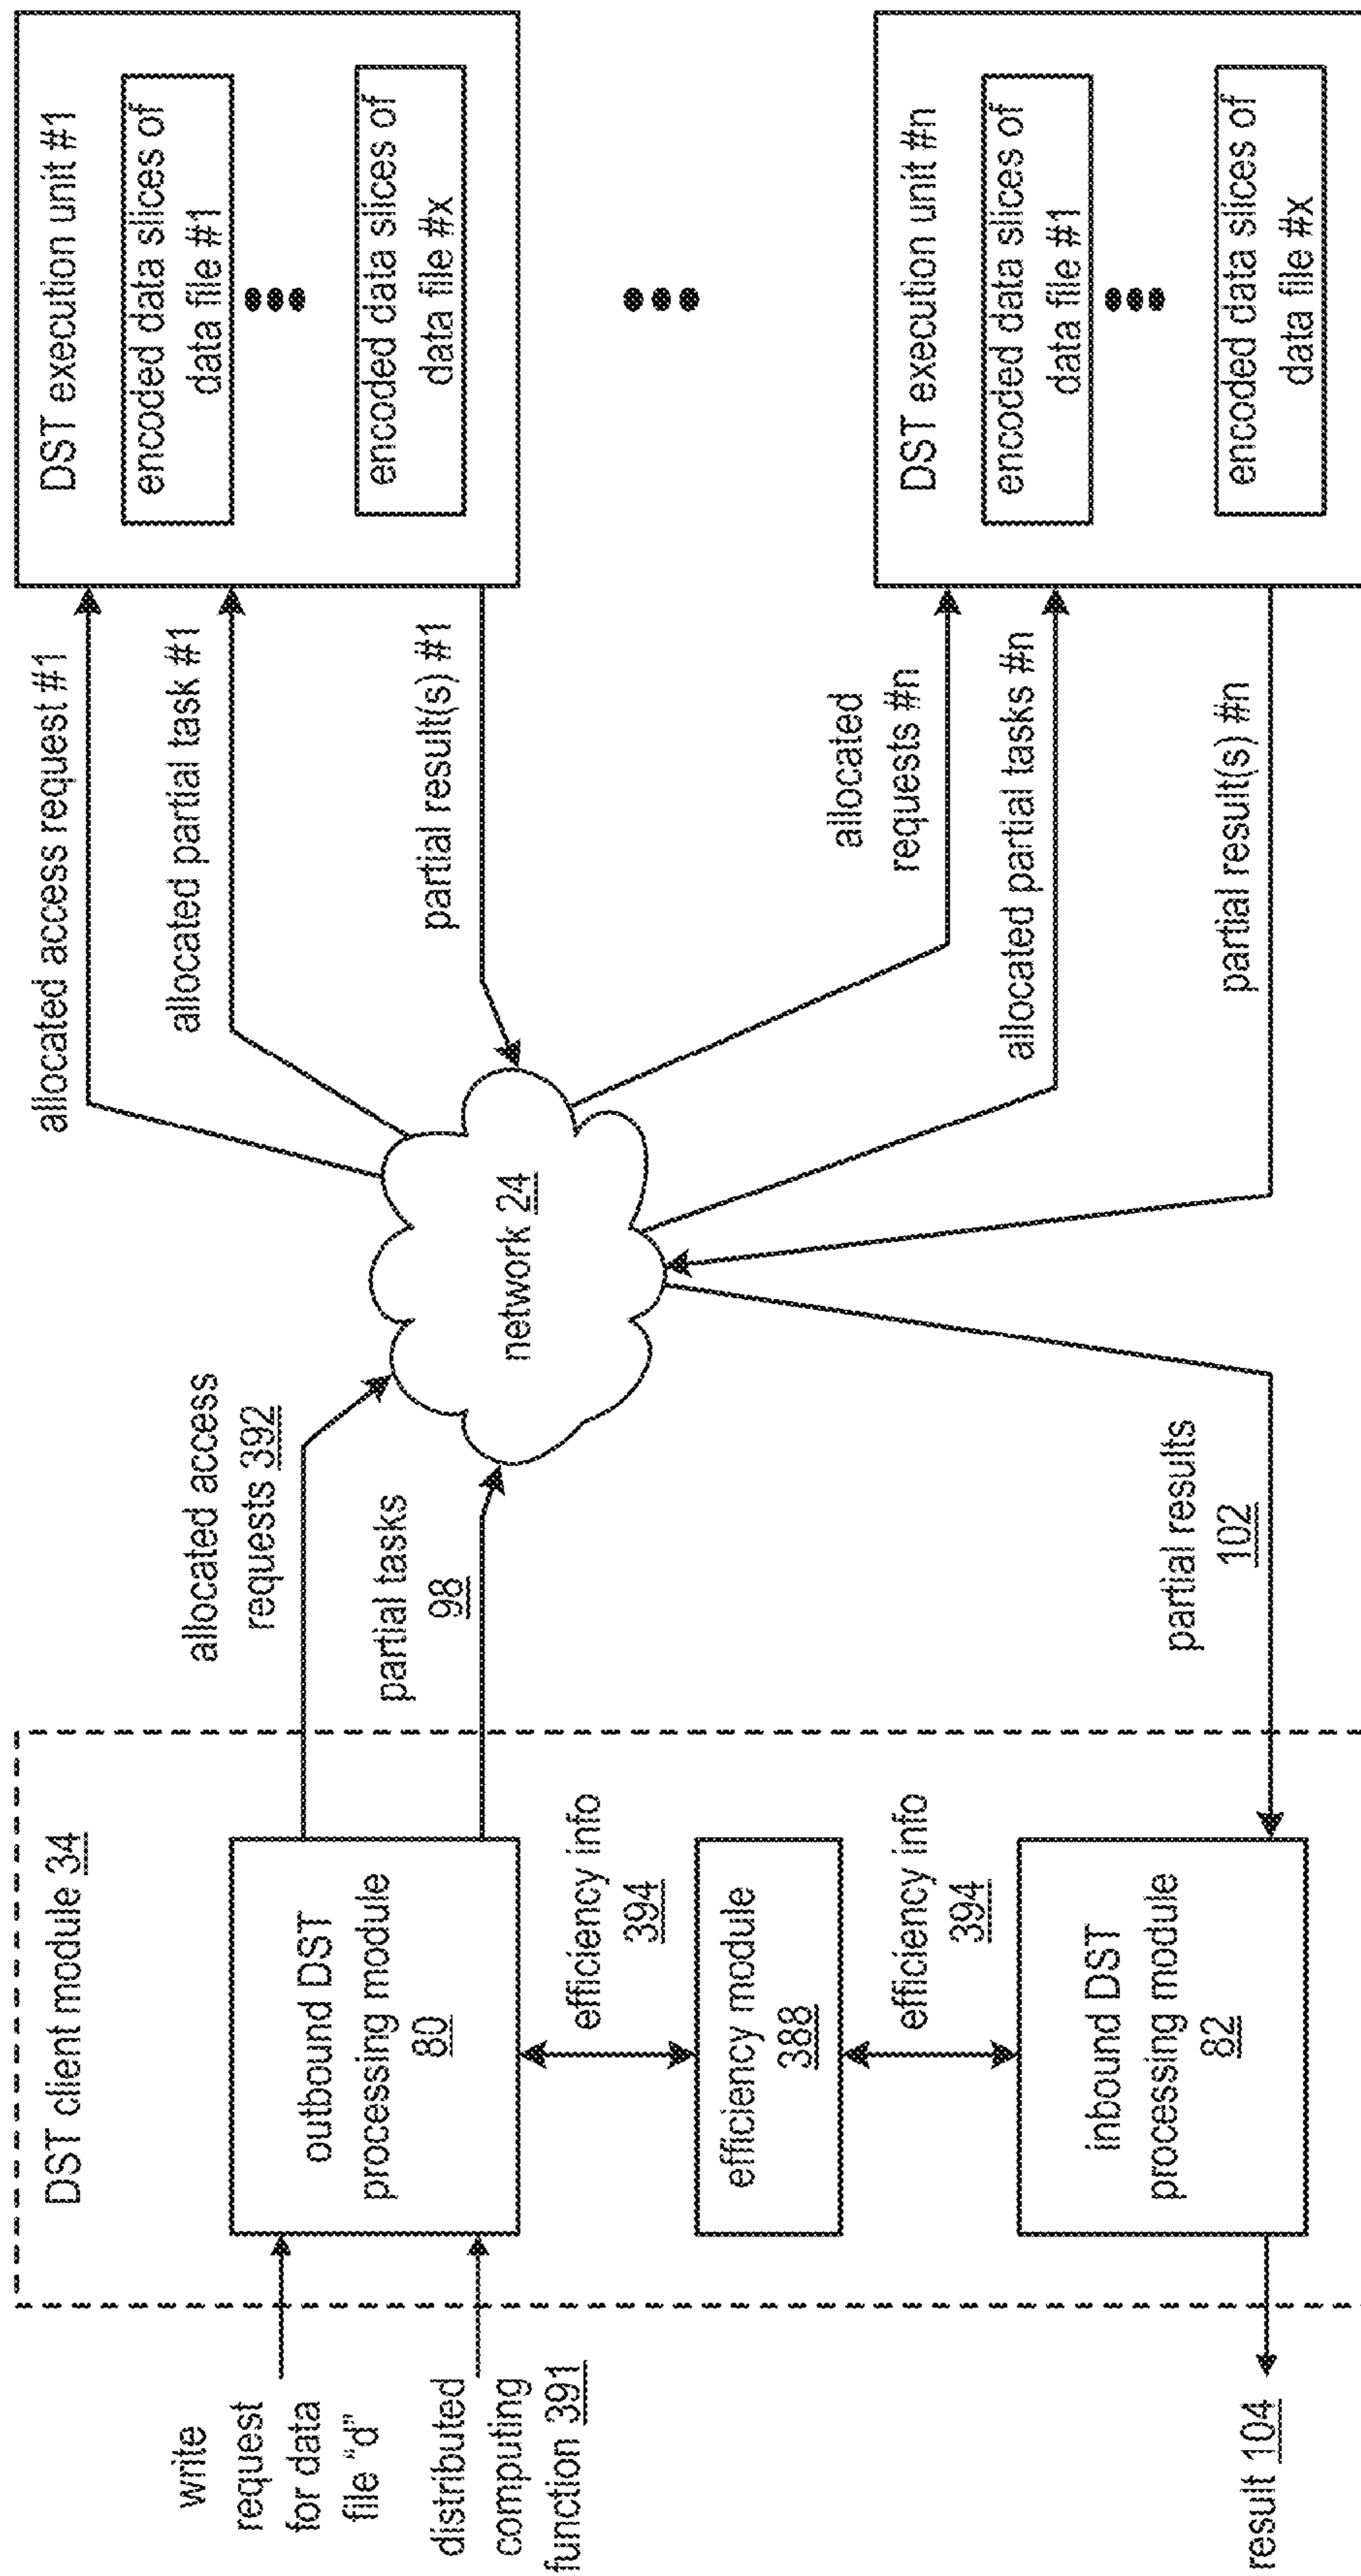 write
request
for data
file "d"
distributed
computing
function 391
result 104
DST client module 34
outbound DST
processing module
80
efficiency info
394
efficiency module
388
efficiency info
394
inbound DST
processing module
82
allocated access
requests 392
partial tasks
98
partial results
102
network 24
allocated access request #1
allocated partial task #1
partial result(s) #1
allocated
requests #n
allocated partial tasks #n
partial result(s) #n
DST execution unit #1
encoded data slices of
data file #1
encoded data slices of
data file #x
DST execution unit #n
encoded data slices of
data file #1
encoded data slices of
data file #x